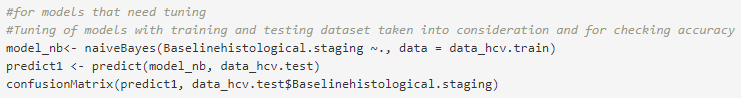 #for models that need tuning
#Tuning of models with training and testing dataset taken into consideration and for checking accuracy
model_nb<- naiveBayes(Baselinehistological.staging ~., data = data_hcv.train)
predict1 <- predict(model_nb, data_hcv.test)
confusionMatrix(predict1, data_hcv.test$Baselinehistological.staging)